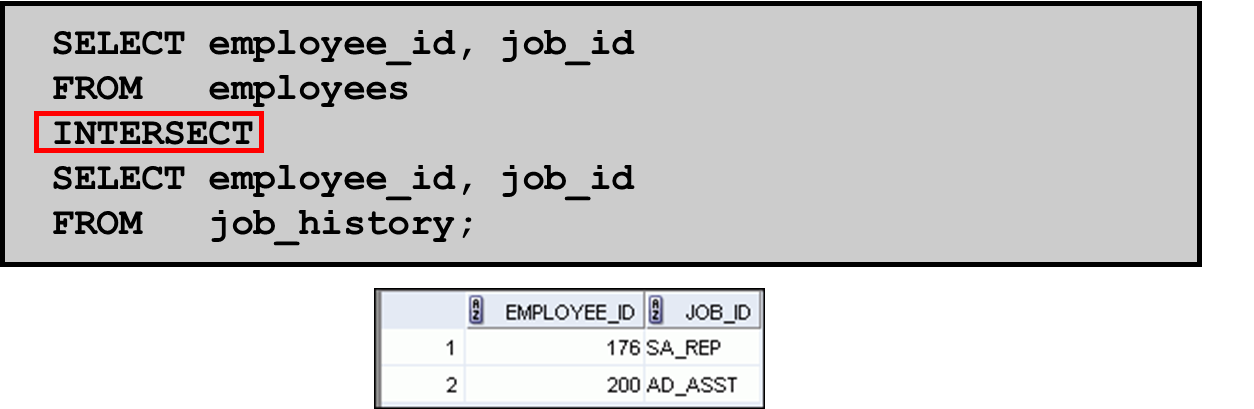 SELECT employee_id, job_id
FROM employees
INTERSECT
SELECT employee_id, job_id
FROM job_history;
EMPLOYEE_ID JOB_ID
1 176 SA_REP
2 200 AD_ASST